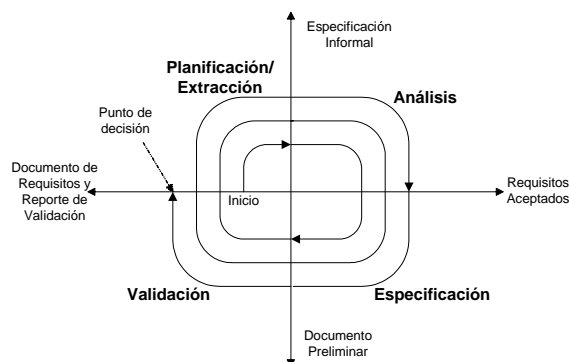 Especificación
Informal
Planificación/
Extracción
Análisis
Punto de
decisión
Documento de
Requisitos y
Reporte de
Validación
Inicio
Requisitos
Aceptados
Validación
Especificación
Documento
Preliminar